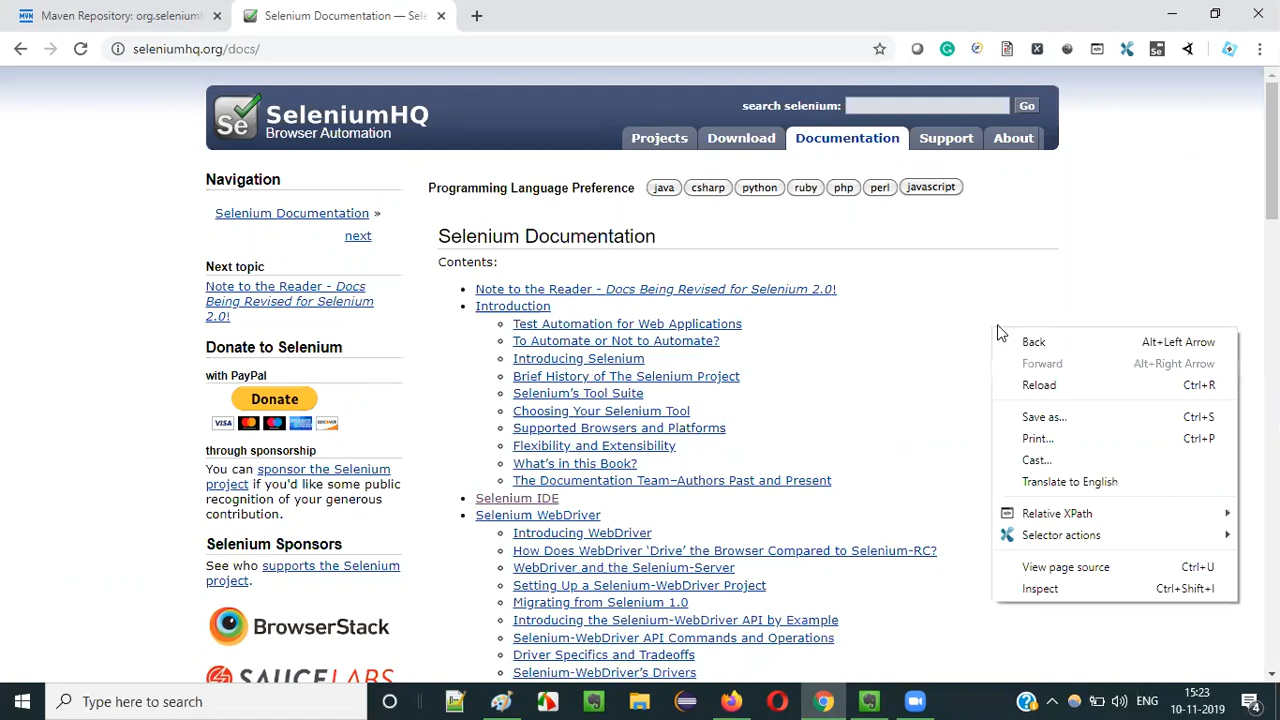 Maven Repository: org.selenium
Selenium Documentation — Sele
seleniumhq.org/docs/
SeleniumHQ
Browser Automation
Se
search selenium:
Go
Projects
Download
Documentation
Support
About
Navigation
Selenium Documentation »
next
Next topic
Note to the Reader - Docs
Being Revised for Selenium
2.0!
Donate to Selenium
with PayPal
Donate
VISA
DISCOVER
through sponsorship
You can sponsor the Selenium
project if you'd like some public
recognition of your generous
contribution.
Selenium Sponsors
See who supports the Selenium
project.
BrowserStack
SAUCELABS
Programming Language Preference
java
csharp
python
ruby
php
perl
javascript
Selenium Documentation
Contents:
Note to the Reader - Docs Being Revised for Selenium 2.0!
Introduction
Test Automation for Web Applications
To Automate or Not to Automate?
Introducing Selenium
Brief History of The Selenium Project
Selenium's Tool Suite
Choosing Your Selenium Tool
Supported Browsers and Platforms
Flexibility and Extensibility
What's in this Book?
The Documentation Team–Authors Past and Present
Selenium IDE
Selenium WebDriver
Introducing WebDriver
How Does WebDriver 'Drive' the Browser Compared to Selenium-RC?
WebDriver and the Selenium-Server
Setting Up a Selenium-WebDriver Project
Migrating from Selenium 1.0
Introducing the Selenium-WebDriver API by Example
Selenium-WebDriver API Commands and Operations
Driver Specifics and Tradeoffs
Selenium-WebDriver's Drivers
Back Alt+Left Arrow
Forward Alt+Right Arrow
Reload Ctrl+R
Save as... Ctrl+S
Print... Ctrl+P
Cast...
Translate to English
Relative XPath
Selector actions
View page source Ctrl+U
Inspect Ctrl+Shift+I
Type here to search
ENG
15:23
10-11-2019
4